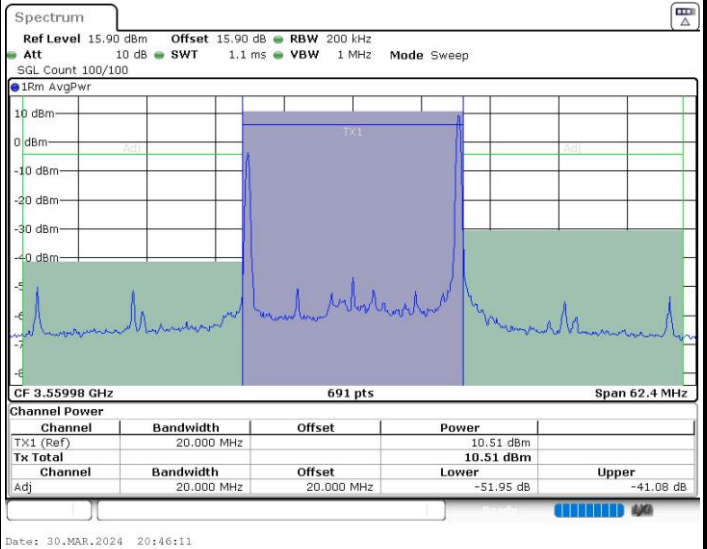 Spectrum
Ref Level 15.90 dBm Offset 15.90 dB RBW 200 kHz
Att 10 dB SWT 1.1 ms VBW 1 MHz Mode Sweep
SGL Count 100/100
1Rm AvgPwr
10 dBm
TX1
0 dBm
Adj Adj
-10 dBm
-20 dBm
-30 dBm
-40 dBm
CF 3.55998 GHz 691 pts Span 62.4 MHz
Channel Power
Channel Bandwidth Offset Power
TX1 (Ref) 20.000 MHz 10.51 dBm
Tx Total 10.51 dBm
Channel Bandwidth Offset Lower Upper
Adj 20.000 MHz 20.000 MHz -51.95 dB -41.08 dB
Ready
Date: 30.MAR.2024 20:46:11